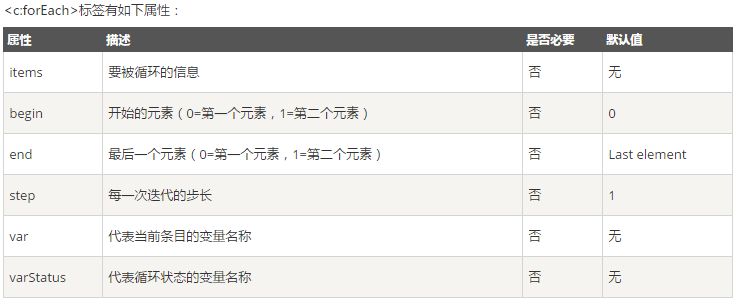 <c:forEach>标签有如下属性：
属性 描述 是否必要 默认值
items 要被循环的信息 否 无
begin 开始的元素（0=第一个元素，1=第二个元素） 否 0
end 最后一个元素（0=第一个元素，1=第二个元素） 否 Last element
step 每一次迭代的步长 否 1
var 代表当前条目的变量名称 否 无
varStatus 代表循环状态的变量名称 否 无